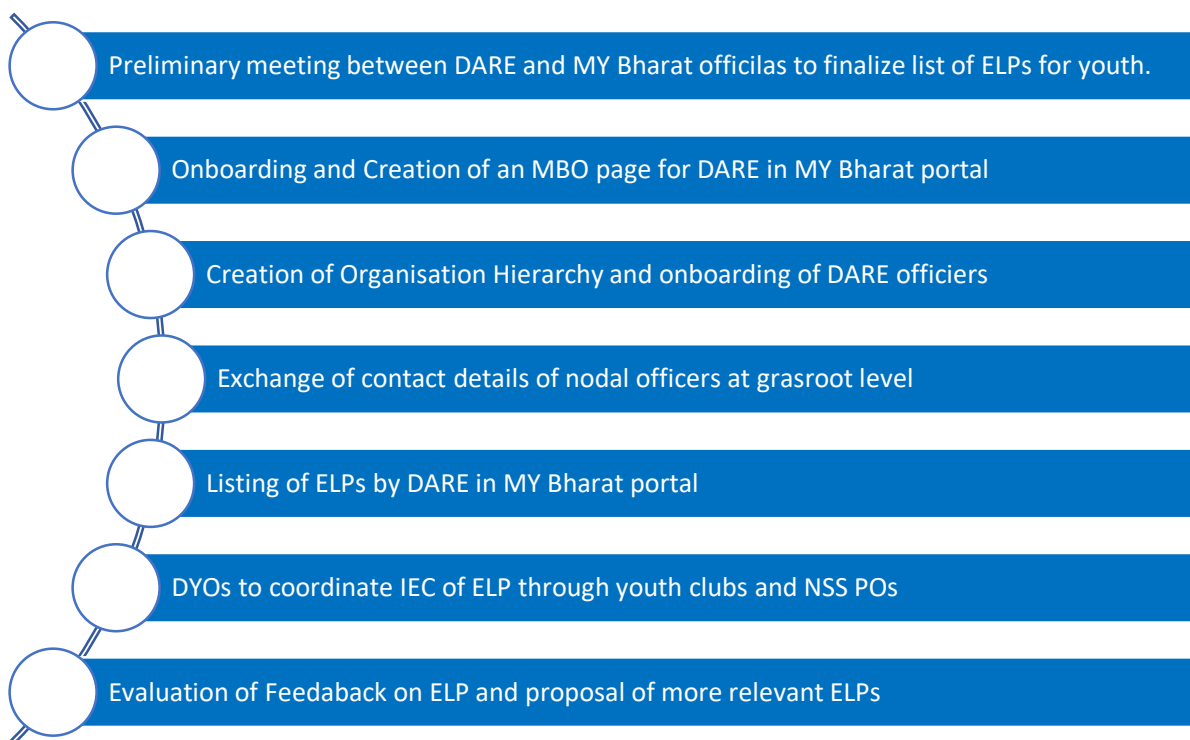 Preliminary meeting between DARE and MY Bharat officilas to finalize list of ELPs for youth.
Onboarding and Creation of an MBO page for DARE in MY Bharat portal
Creation of Organisation Hierarchy and onboarding of DARE officiers
Exchange of contact details of nodal officers at grasroot level
Listing of ELPs by DARE in MY Bharat portal
DYOs to coordinate IEC of ELP through youth clubs and NSS POs
Evaluation of Feedaback on ELP and proposal of more relevant ELPs